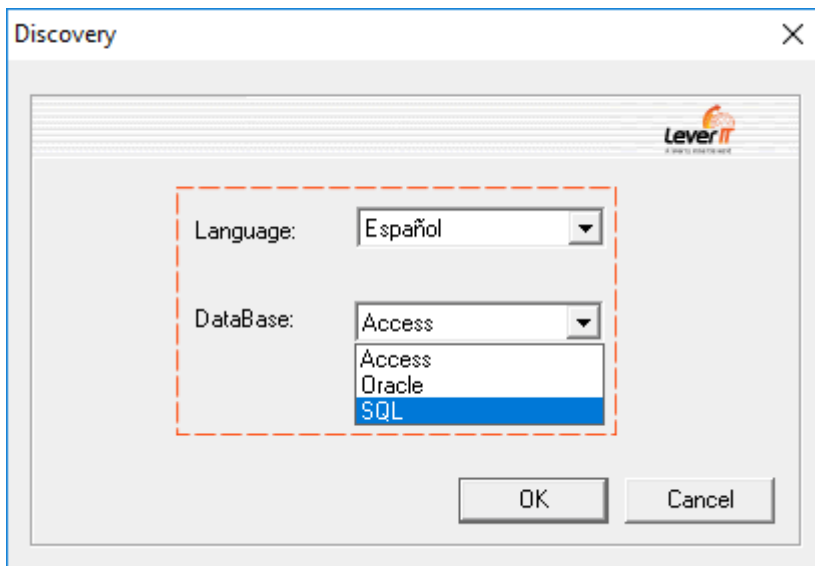 Discovery
Lever IT
Language: Español
DataBase: Access
Access
Oracle
SQL
OK Cancel